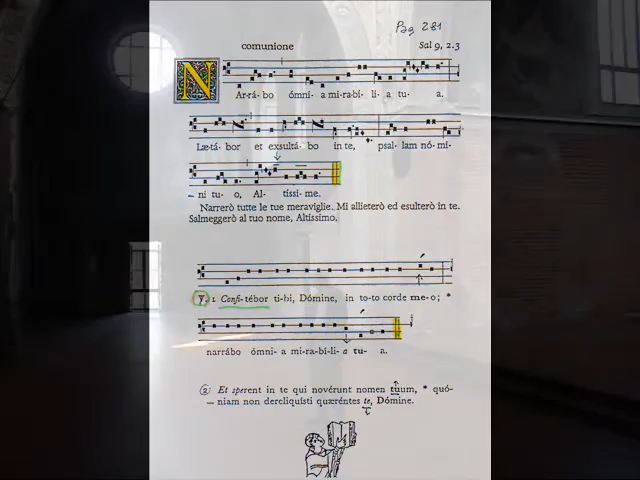 Pag 281
comunione Sal 9, 2.3
NArrá-bo ómni-a mi-ra-bí-li-a tu-a.
Lætá-bor et exsultá-bo in te, psal-lam nó-mi-
ni tu-o, Al-tíssi-me.
Narrerò tutte le tue meraviglie. Mi allieterò ed esulterò in te.
Salmeggerò al tuo nome, Altissimo.
℣. 1 Confi-tébor ti-bi, Dómine, in to-to corde me-o; *
narrábo ómni-a mi-ra-bí-li-a tu-a.
2 Et sperent in te qui novérunt nomen tuum, * quó-
niam non dereliquísti quæréntes te, Dómine.